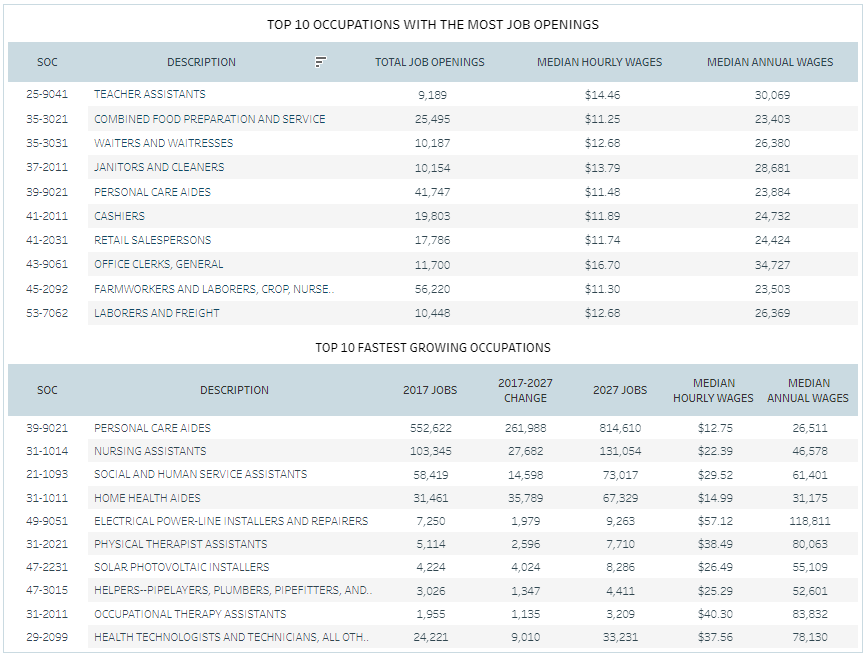 TOP 10 OCCUPATIONS WITH THE MOST JOB OPENINGS
SOC DESCRIPTION TOTAL JOB OPENINGS MEDIAN HOURLY WAGES MEDIAN ANNUAL WAGES
25-9041 TEACHER ASSISTANTS 9,189 $14.46 30,069
35-3021 COMBINED FOOD PREPARATION AND SERVICE 25,495 $11.25 23,403
35-3031 WAITERS AND WAITRESSES 10,187 $12.68 26,380
37-2011 JANITORS AND CLEANERS 10,154 $13.79 28,681
39-9021 PERSONAL CARE AIDES 41,747 $11.48 23,884
41-2011 CASHIERS 19,803 $11.89 24,732
41-2031 RETAIL SALESPERSONS 17,786 $11.74 24,424
43-9061 OFFICE CLERKS, GENERAL 11,700 $16.70 34,727
45-2092 FARMWORKERS AND LABORERS, CROP, NURSE.. 56,220 $11.30 23,503
53-7062 LABORERS AND FREIGHT 10,448 $12.68 26,369
TOP 10 FASTEST GROWING OCCUPATIONS
SOC DESCRIPTION 2017 JOBS 2017-2027 CHANGE 2027 JOBS MEDIAN HOURLY WAGES MEDIAN ANNUAL WAGES
39-9021 PERSONAL CARE AIDES 552,622 261,988 814,610 $12.75 26,511
31-1014 NURSING ASSISTANTS 103,345 27,682 131,054 $22.39 46,578
21-1093 SOCIAL AND HUMAN SERVICE ASSISTANTS 58,419 14,598 73,017 $29.52 61,401
31-1011 HOME HEALTH AIDES 31,461 35,789 67,329 $14.99 31,175
49-9051 ELECTRICAL POWER-LINE INSTALLERS AND REPAIRERS 7,250 1,979 9,263 $57.12 118,811
31-2021 PHYSICAL THERAPIST ASSISTANTS 5,114 2,596 7,710 $38.49 80,063
47-2231 SOLAR PHOTOVOLTAIC INSTALLERS 4,224 4,024 8,286 $26.49 55,109
47-3015 HELPERS--PIPELAYERS, PLUMBERS, PIPEFITTERS, AND.. 3,026 1,347 4,411 $25.29 52,601
31-2011 OCCUPATIONAL THERAPY ASSISTANTS 1,955 1,135 3,209 $40.30 83,832
29-2099 HEALTH TECHNOLOGISTS AND TECHNICIANS, ALL OTH.. 24,221 9,010 33,231 $37.56 78,130